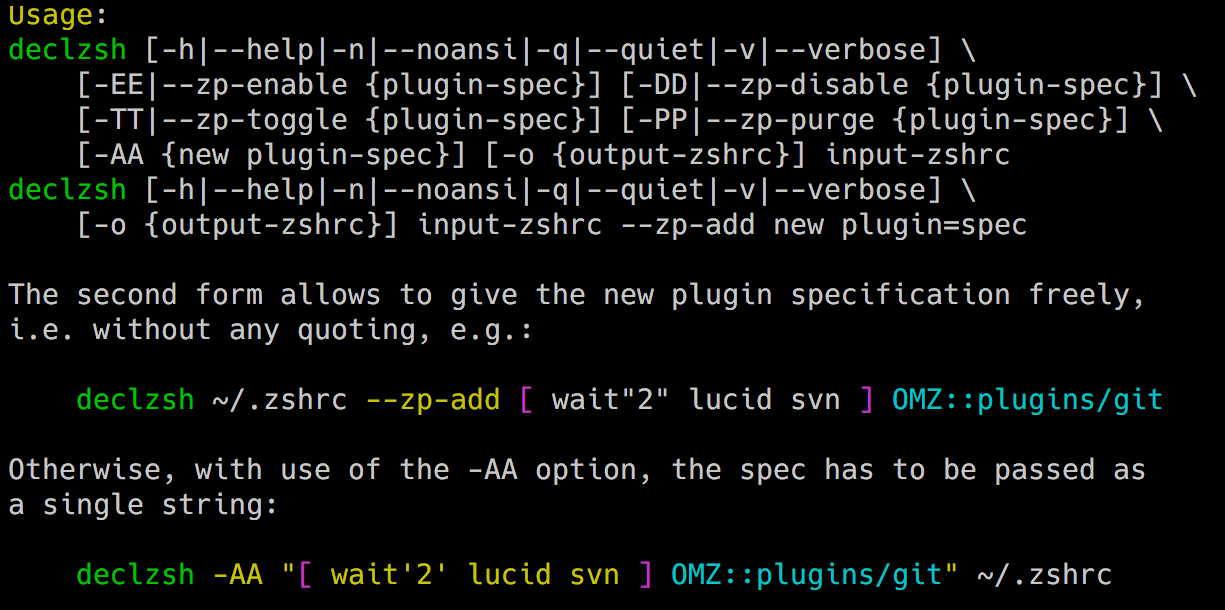 Usage:
declzsh [-h|--help|-n|--noansi|-q|--quiet|-v|--verbose] \
    [-EE|--zp-enable {plugin-spec}] [-DD|--zp-disable {plugin-spec}] \
    [-TT|--zp-toggle {plugin-spec}] [-PP|--zp-purge {plugin-spec}] \
    [-AA {new plugin-spec}] [-o {output-zshrc}] input-zshrc
declzsh [-h|--help|-n|--noansi|-q|--quiet|-v|--verbose] \
    [-o {output-zshrc}] input-zshrc --zp-add new plugin=spec

The second form allows to give the new plugin specification freely,
i.e. without any quoting, e.g.:

    declzsh ~/.zshrc --zp-add [ wait"2" lucid svn ] OMZ::plugins/git

Otherwise, with use of the -AA option, the spec has to be passed as
a single string:

    declzsh -AA "[ wait'2' lucid svn ] OMZ::plugins/git" ~/.zshrc